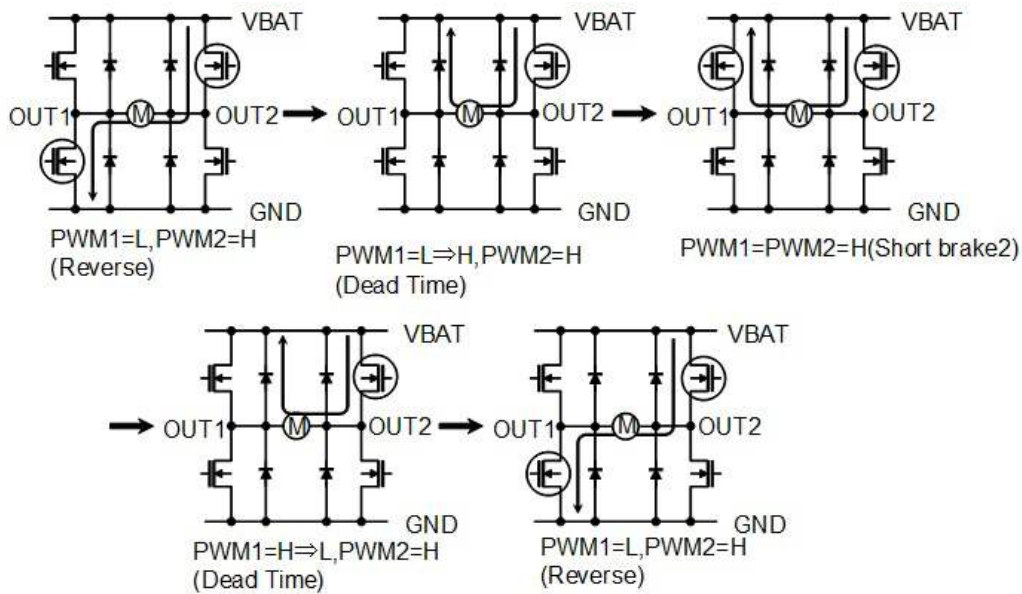 VBAT
OUT1
M
OUT2
GND
PWM1=L,PWM2=H
(Reverse)
VBAT
OUT1
M
OUT2
GND
PWM1=L⇒H,PWM2=H
(Dead Time)
VBAT
OUT1
M
OUT2
GND
PWM1=PWM2=H(Short brake2)
VBAT
OUT1
M
OUT2
GND
PWM1=H⇒L,PWM2=H
(Dead Time)
VBAT
OUT1
M
OUT2
GND
PWM1=L,PWM2=H
(Reverse)